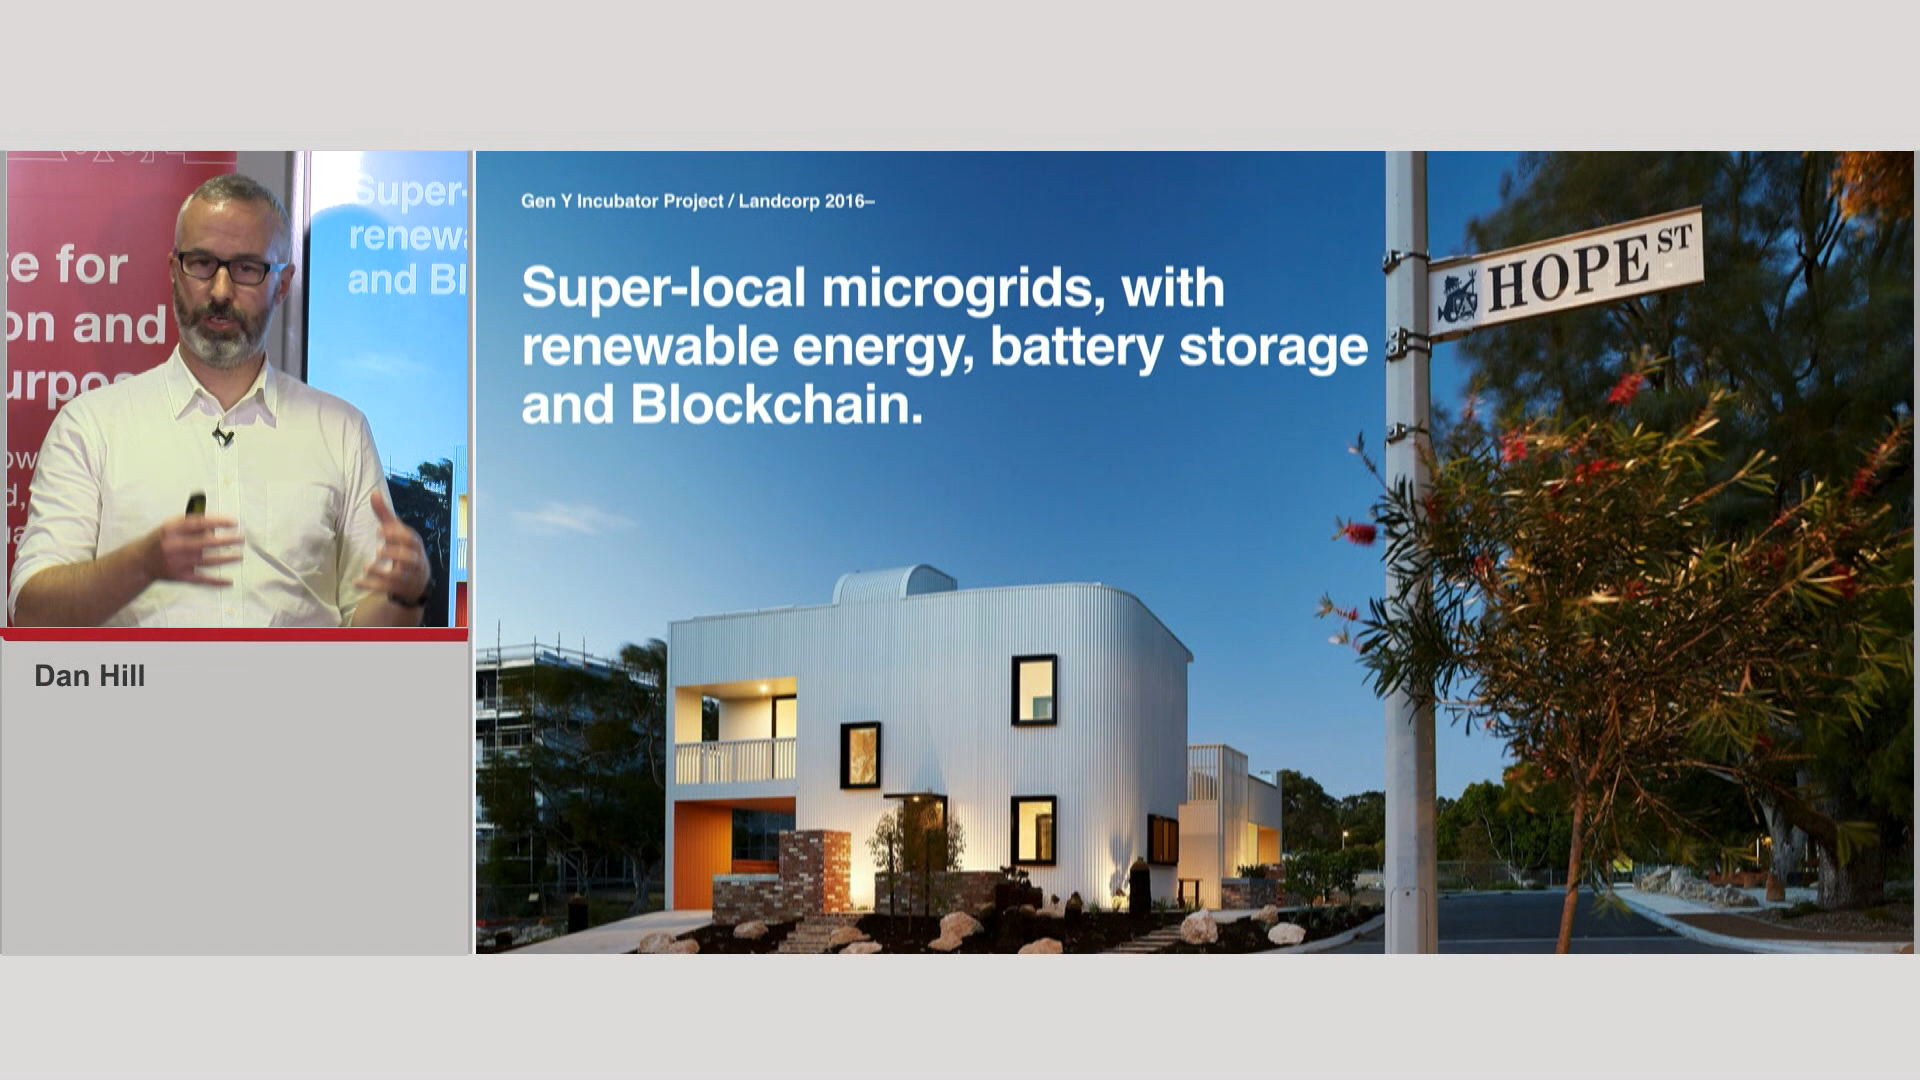 Super-
and Bl
e for
on and
Dan Hill
Gen Y Incubator Project / Landcorp 2016–
Super-local microgrids, with
renewable energy, battery storage
and Blockchain.
HOPE ST